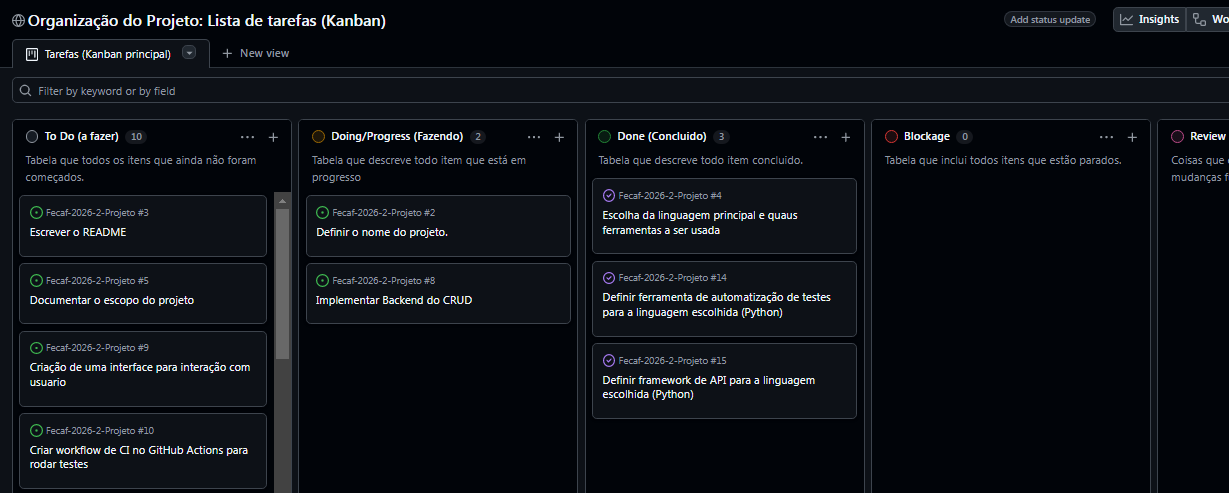 Organização do Projeto: Lista de tarefas (Kanban)
Add status update
Insights
Wo
Tarefas (Kanban principal)
New view
Filter by keyword or by field
To Do (a fazer) 10
Tabela que todos os itens que ainda não foram
começados.
Fecaf-2026-2-Projeto #3
Escrever o README
Fecaf-2026-2-Projeto #5
Documentar o escopo do projeto
Fecaf-2026-2-Projeto #9
Criação de uma interface para interação com
usuario
Fecaf-2026-2-Projeto #10
Criar workflow de CI no GitHub Actions para
rodar testes
Doing/Progress (Fazendo) 2
Tabela que descreve todo item que está em
progresso
Fecaf-2026-2-Projeto #2
Definir o nome do projeto.
Fecaf-2026-2-Projeto #8
Implementar Backend do CRUD
Done (Concluido) 3
Tabela que descreve todo item concluido.
Fecaf-2026-2-Projeto #4
Escolha da linguagem principal e quaus
ferramentas a ser usada
Fecaf-2026-2-Projeto #14
Definir ferramenta de automatização de testes
para a linguagem escolhida (Python)
Fecaf-2026-2-Projeto #15
Definir framework de API para a linguagem
escolhida (Python)
Blockage 0
Tabela que inclui todos itens que estão parados.
Review
Coisas que
mudanças f